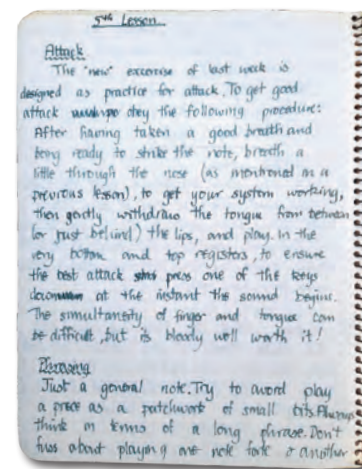 5th Lesson
Attack
The "new" excercise of last week is
designed as practice for attack. To get good
attack obey the following procedure:
After having taken a good breath and
being ready to strike the note, breath a
little through the nose (as mentioned in a
previous lesson), to get your system working,
then gently withdraw the tongue from between
(or just behind) the lips, and play. In the
very bottom and top registers, to ensure
the best attack press one of the keys
down at the instant the sound begins.
The simultaneity of finger and tongue can
be difficult, but is bloody well worth it!
Phrasing
Just a general note. Try to avoid play
a piece as a patchwork of small bits. Always
think in terms of a long phrase. Don't
fuss about playing one note forte & another